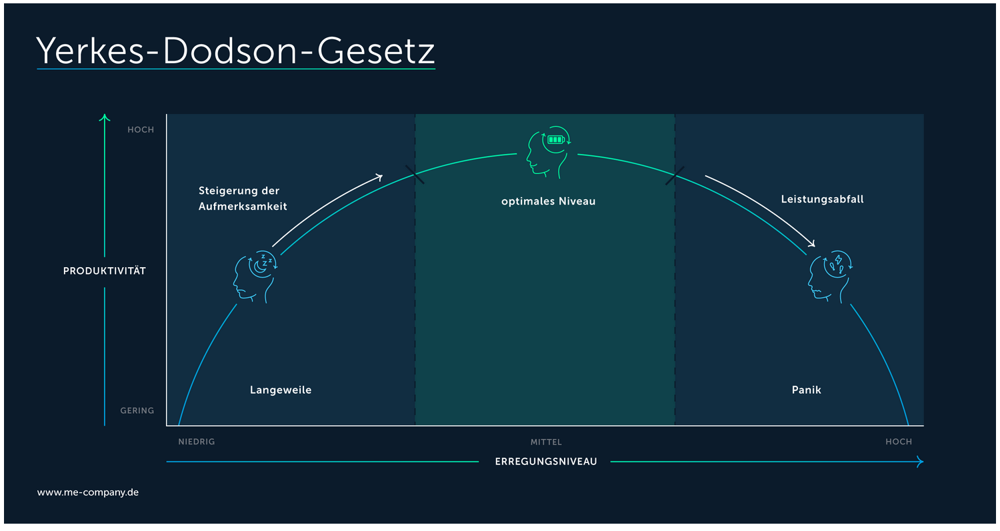 Yerkes-Dodson-Gesetz
HOCH
Steigerung der
Aufmerksamkeit
optimales Niveau
Leistungsabfall
z
z
z
PRODUKTIVITÄT
Langeweile
Panik
GERING
NIEDRIG
MITTEL
HOCH
ERREGUNGSNIVEAU
www.me-company.de